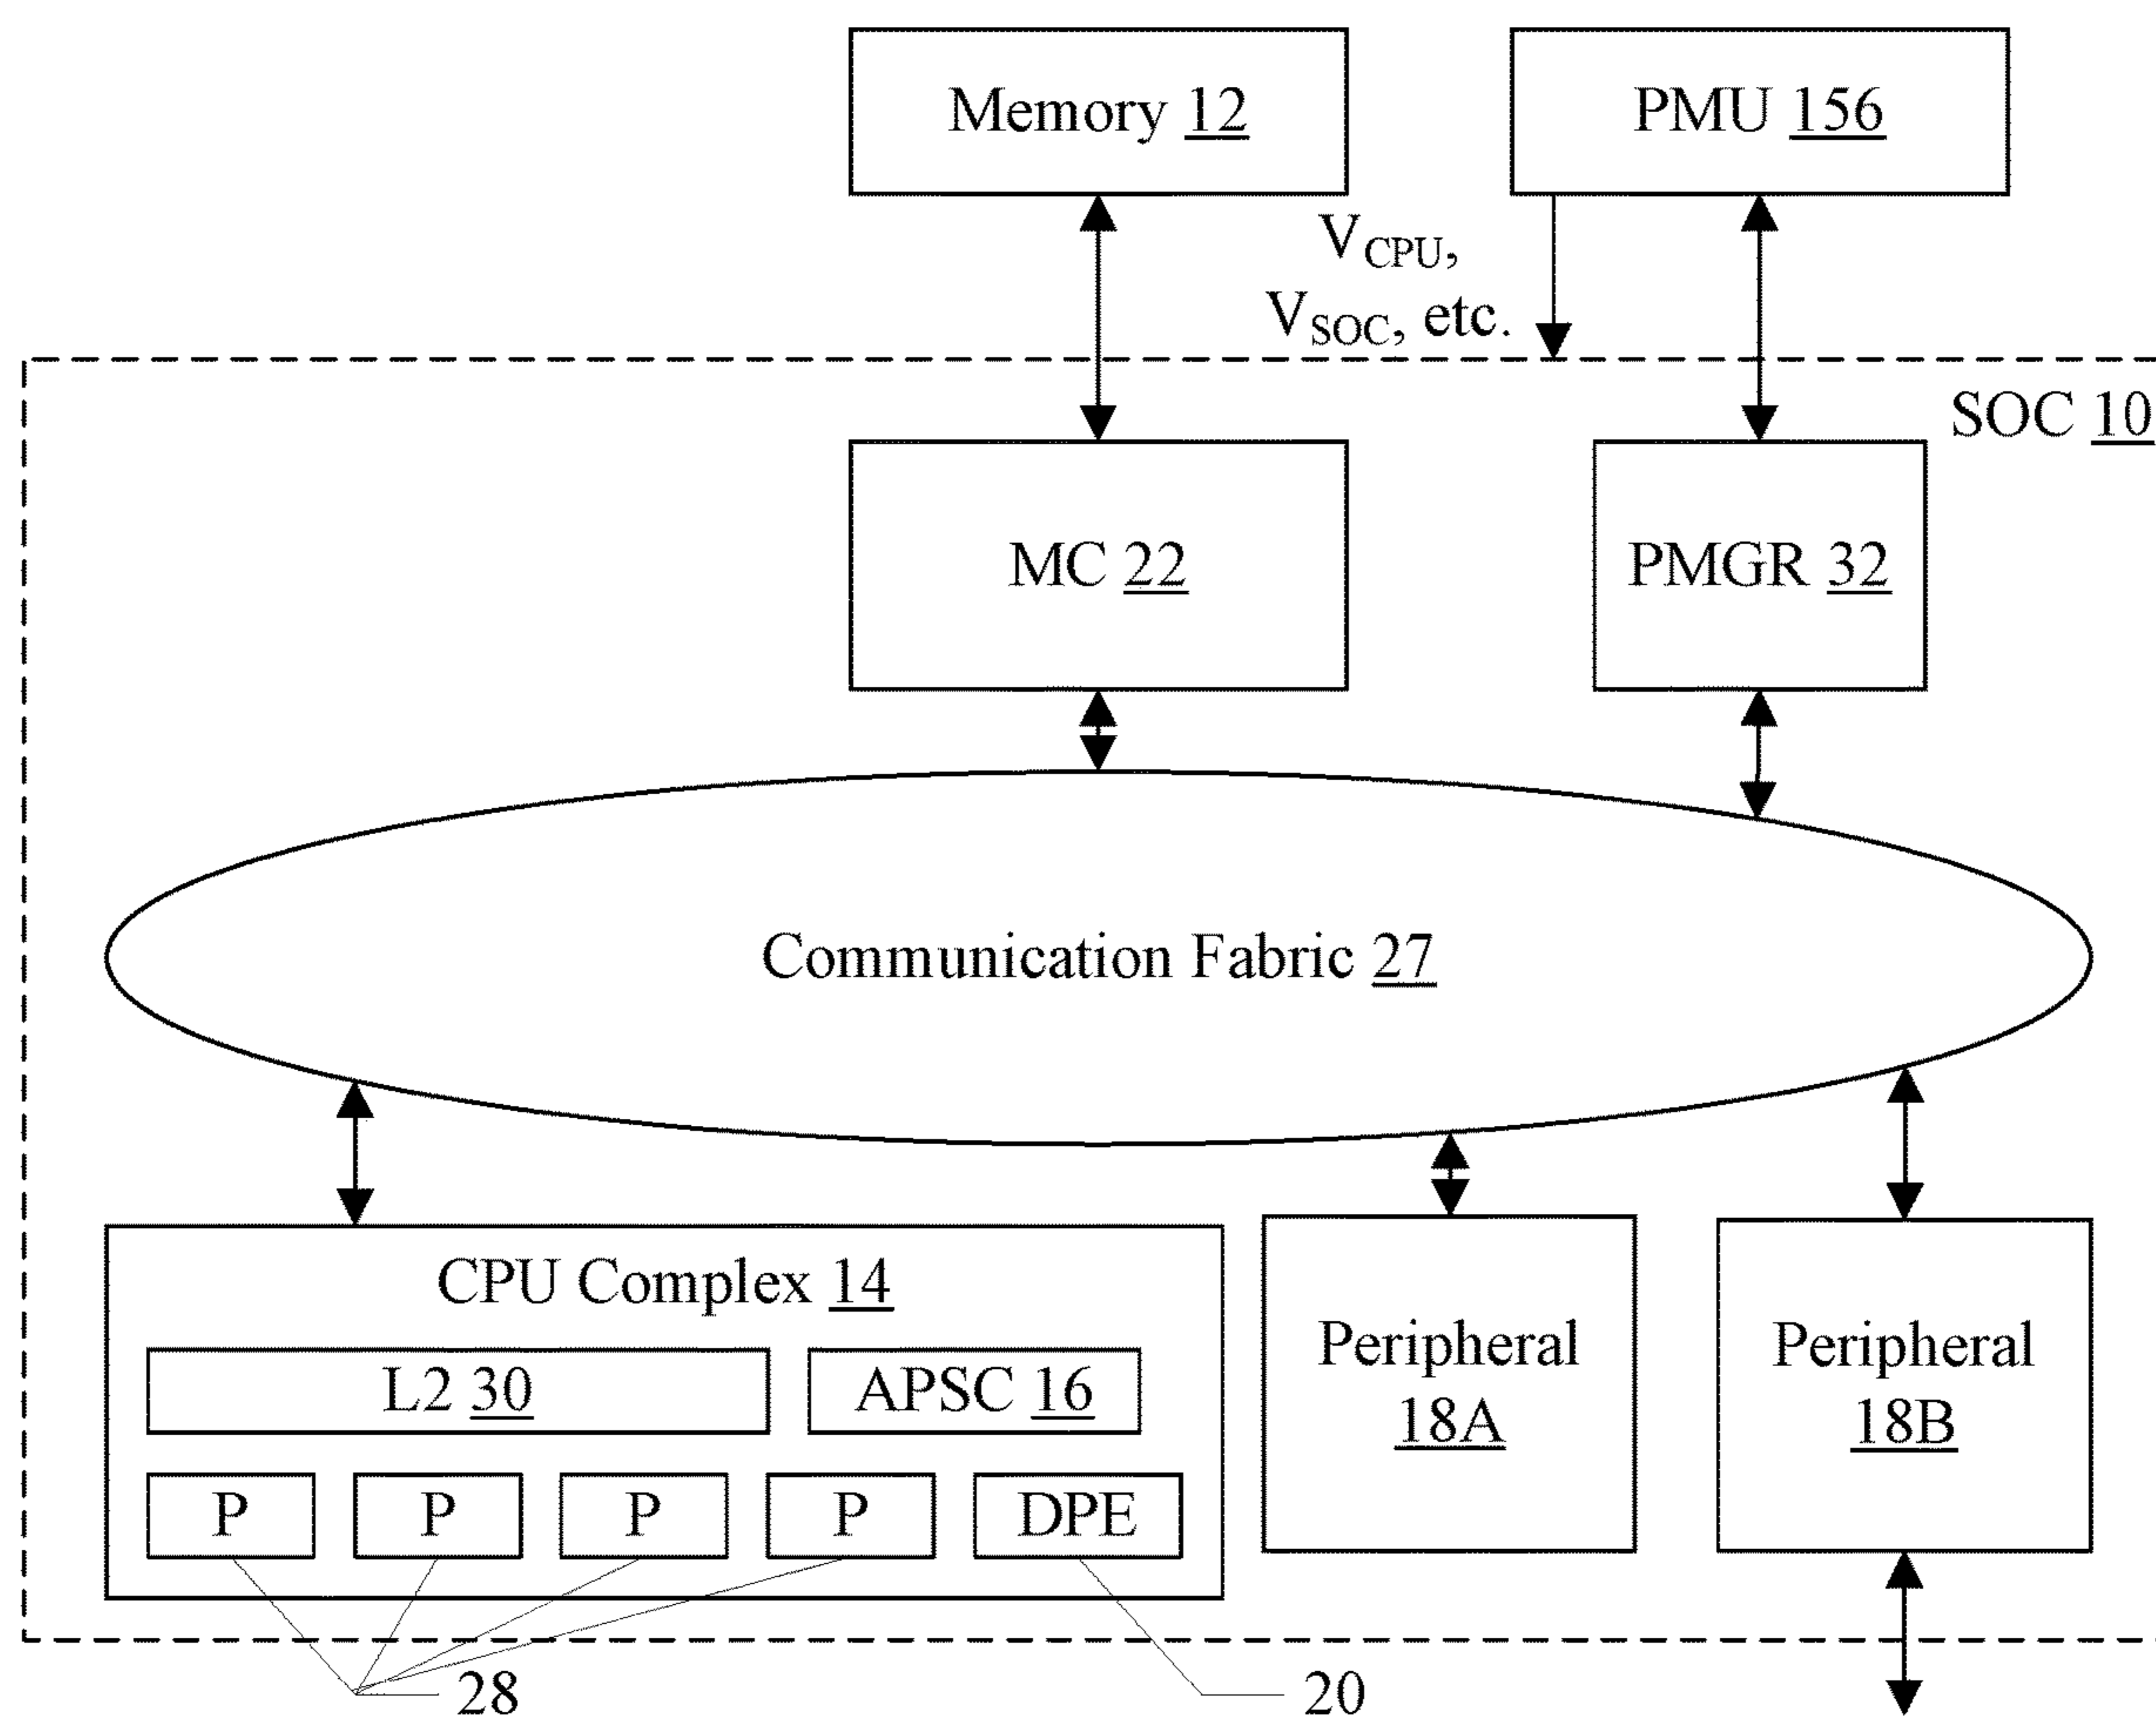 Memory 12
PMU 156
VCPU,
VSOC, etc.
SOC 10
MC 22
PMGR 32
Communication Fabric 27
CPU Complex 14
L2 30
APSC 16
P
P
P
P
DPE
Peripheral
18A
Peripheral
18B
28
20